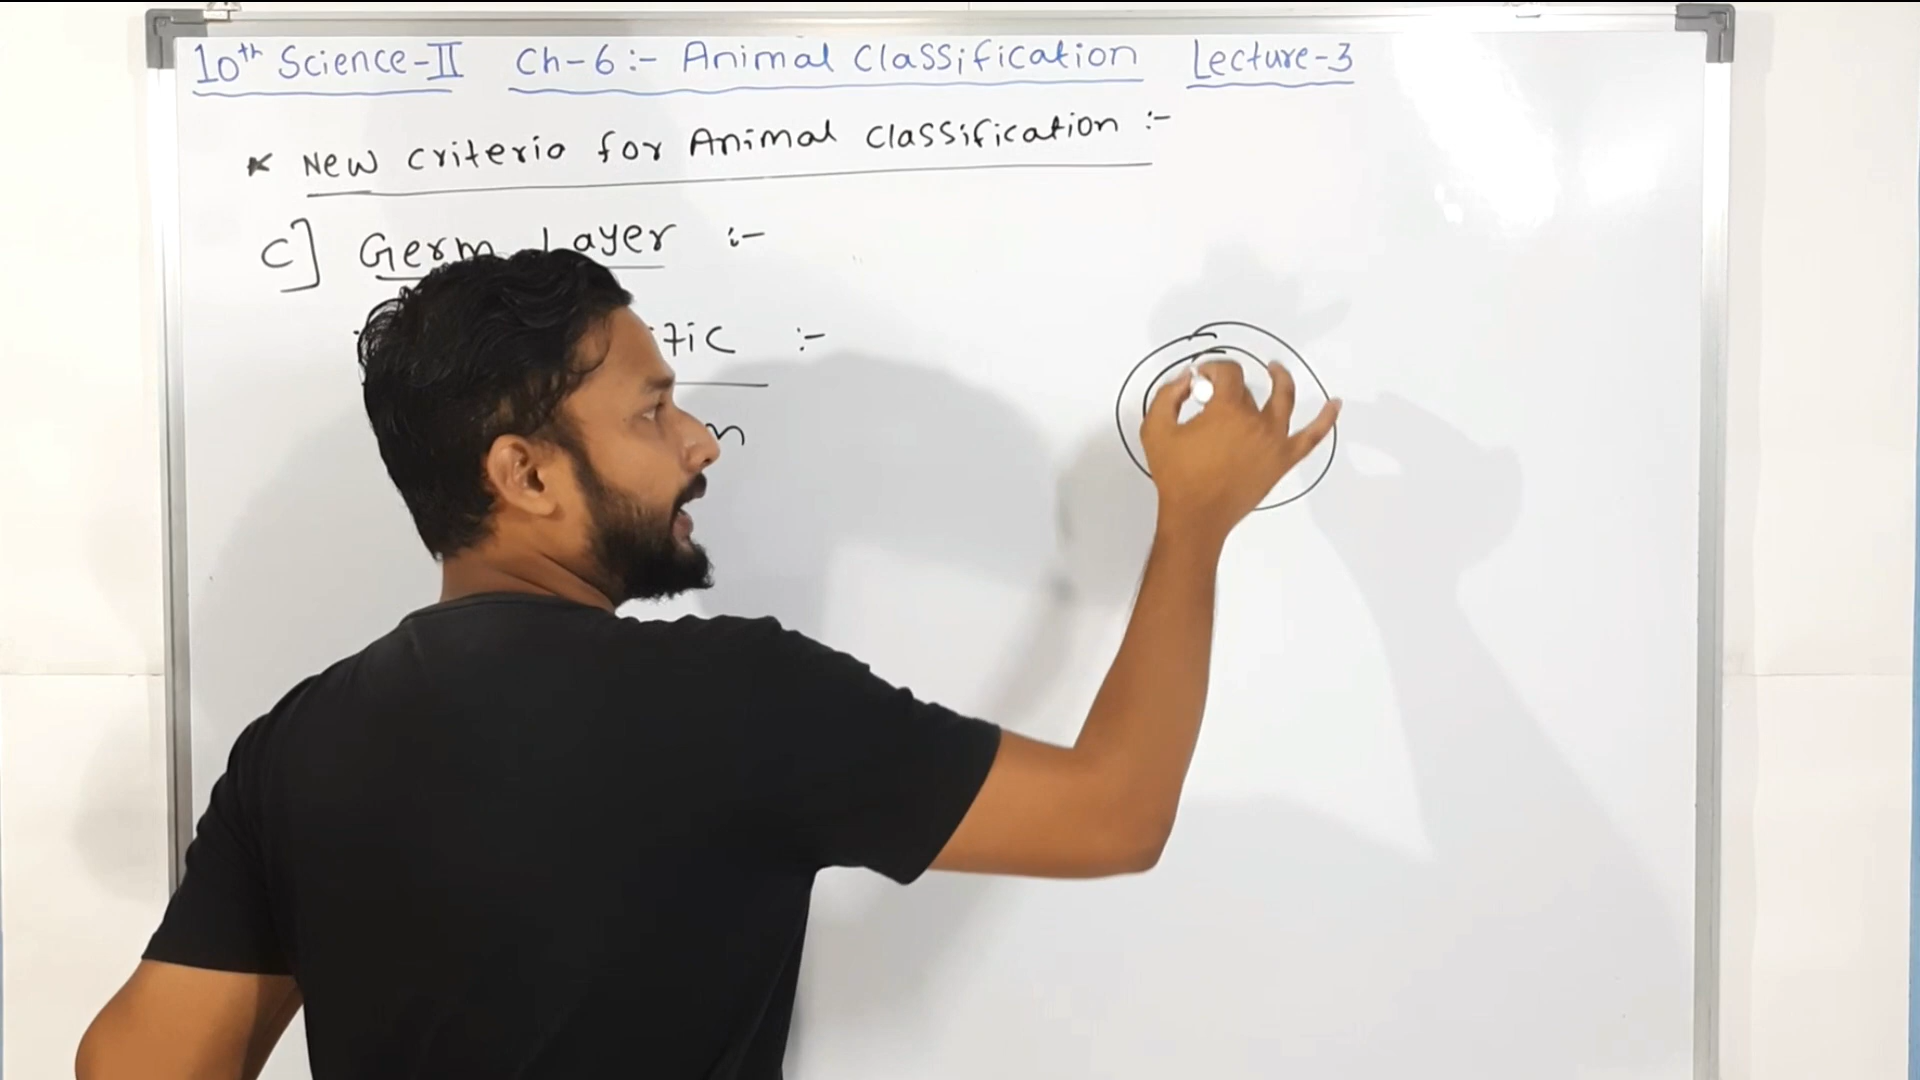 10th Science-II Ch-6:- Animal Classification Lecture-3
* New criteria for Animal Classification :-
C] Germ Layer :-
:-